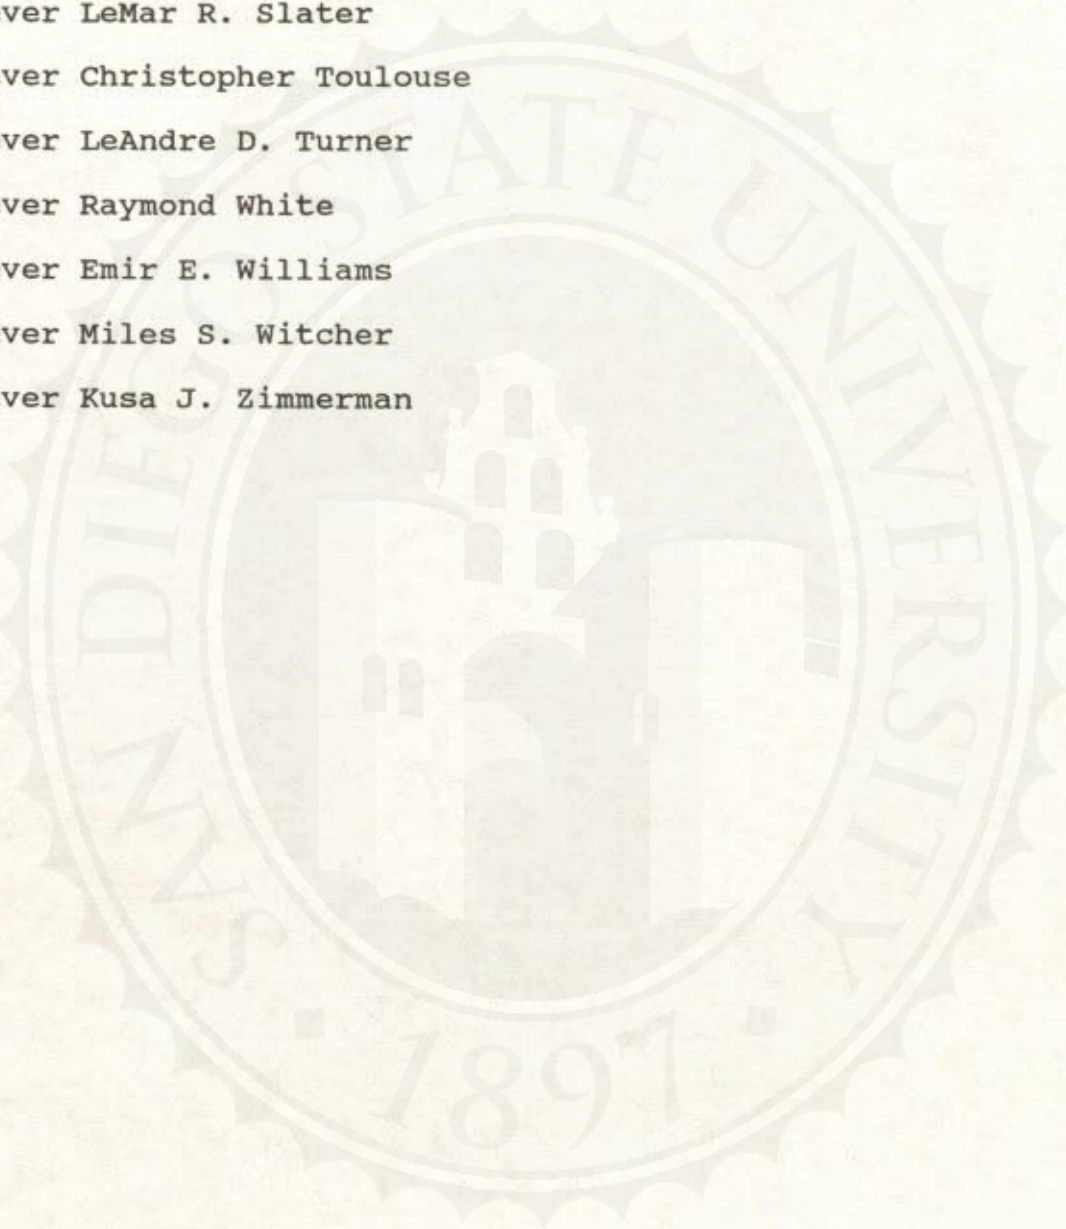 ver LeMar R. Slater
ver Christopher Toulouse
ver LeAndre D. Turner
ver Raymond White
ver Emir E. Williams
ver Miles S. Witcher
ver Kusa J. Zimmerman
SAN DIEGO STATE UNIVERSITY
1897